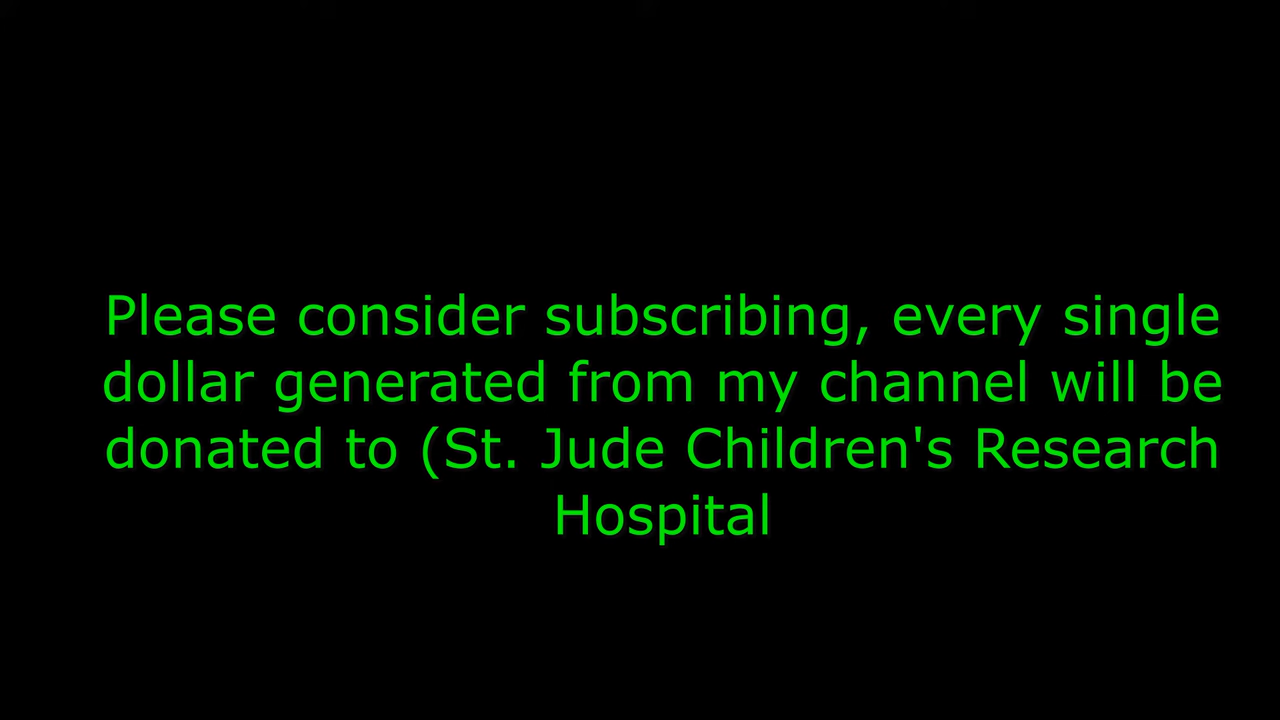 Please consider subscribing, every single
dollar generated from my channel will be
donated to (St. Jude Children's Research
Hospital